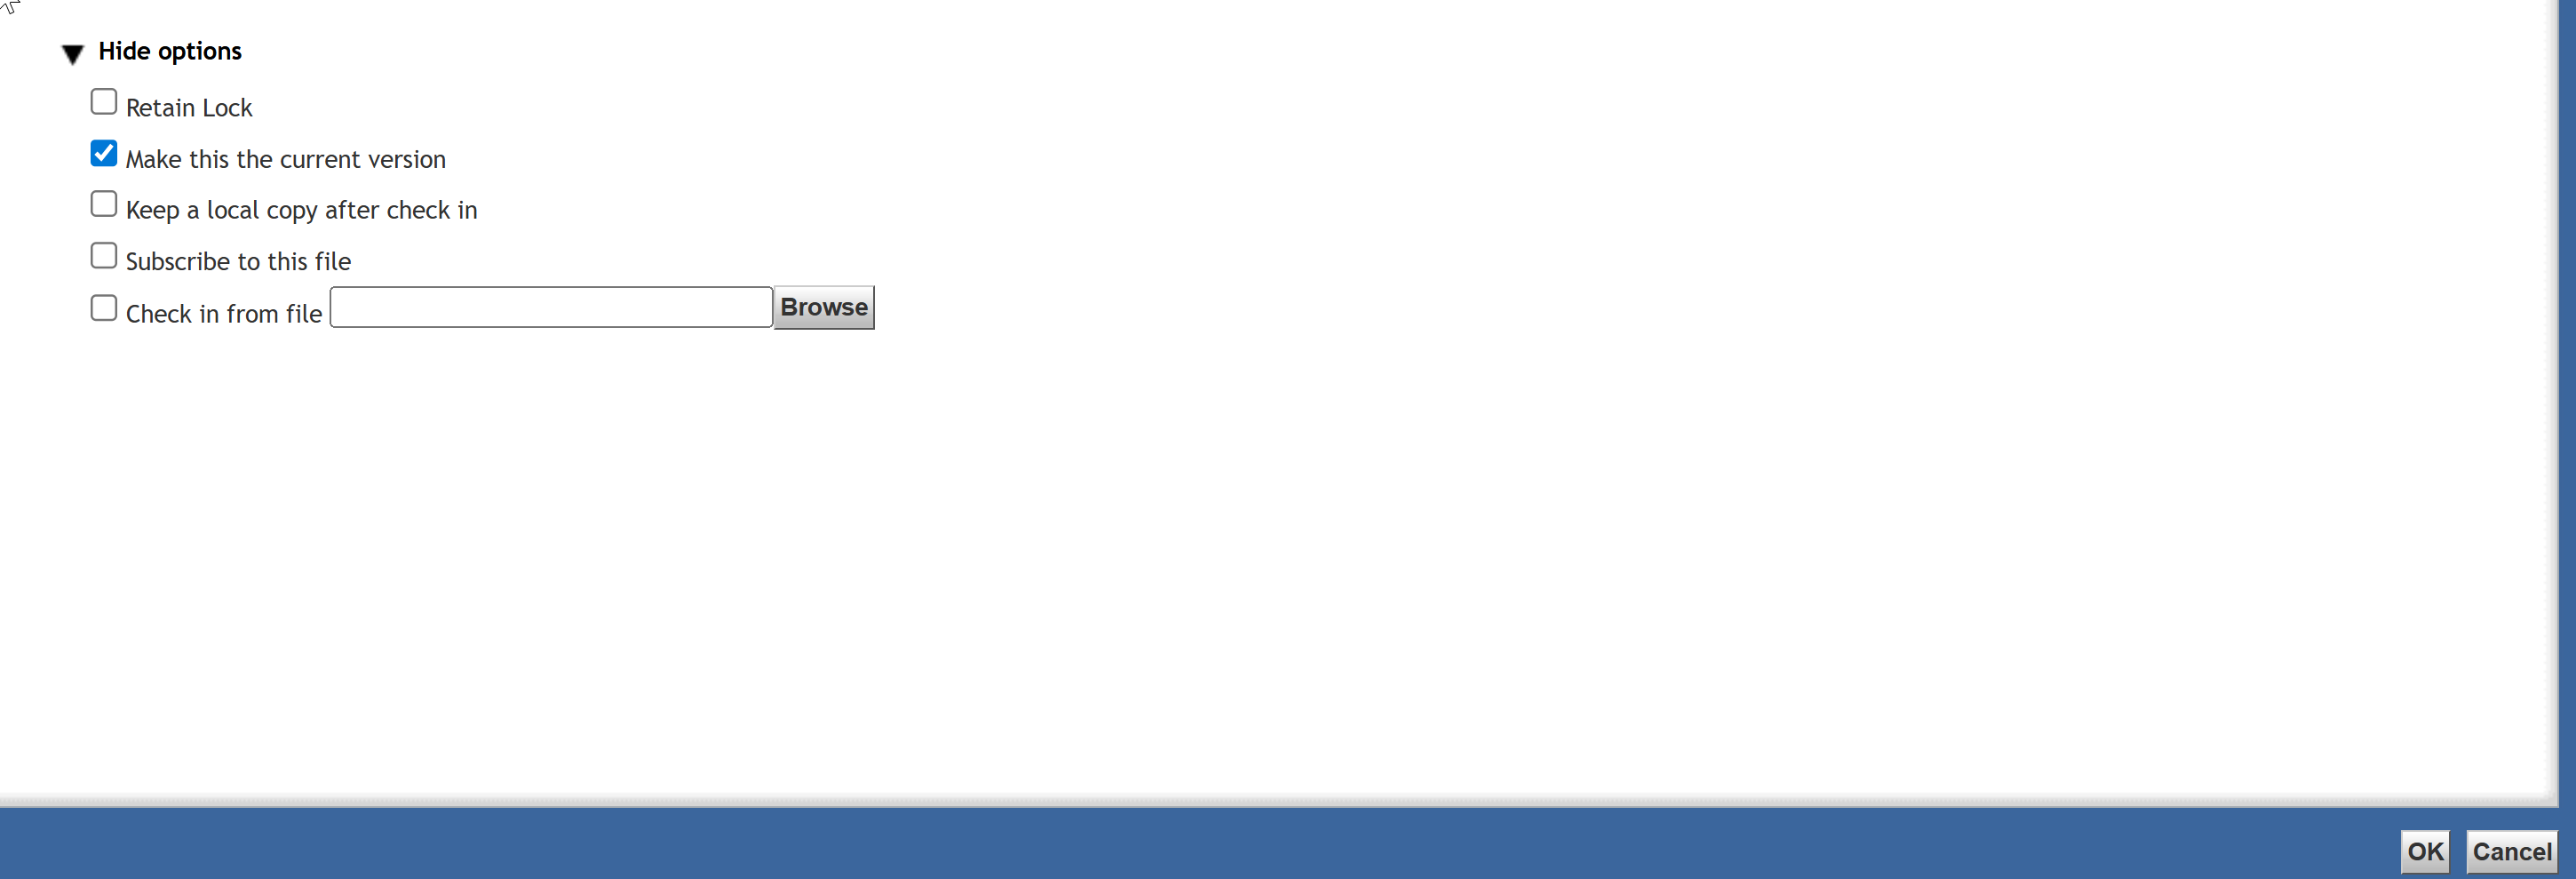 Hide options
Retain Lock
Make this the current version
Keep a local copy after check in
Subscribe to this file
Check in from file Browse
OK Cancel